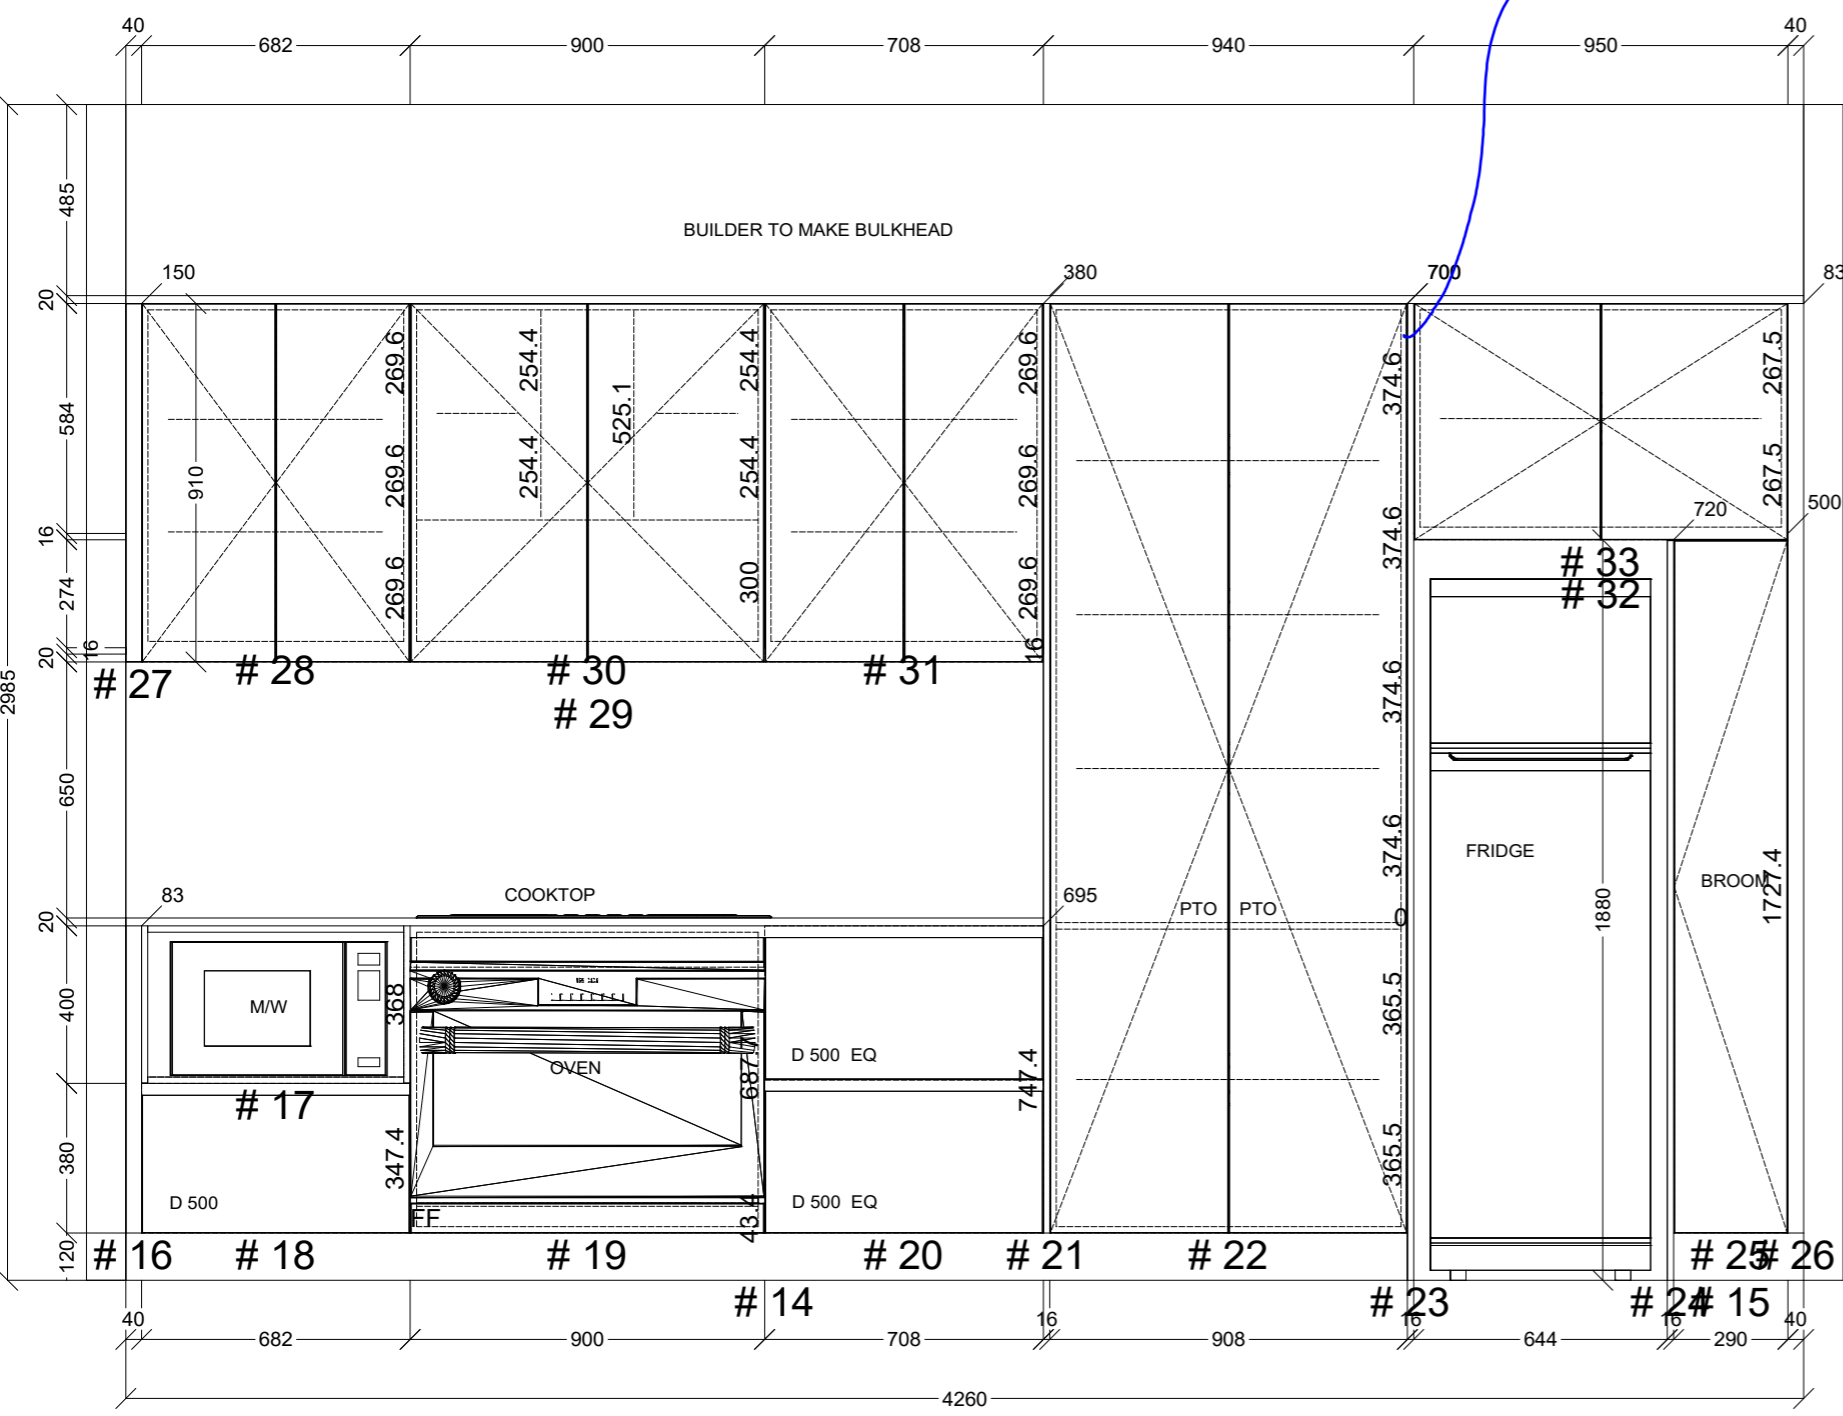 40 682 900 708 940 950 40
485
BUILDER TO MAKE BULKHEAD
150 380 700 83
20
269.6 254.4 254.4 269.6 374.6 267.5
584 525.1
910 269.6 254.4 254.4 269.6 267.5
16 374.6 720 500
# 33
# 32
274 269.6 300 269.6
16 16
20
# 27 # 28 # 30 # 31
# 29
2985 374.6
650
374.6 FRIDGE
BROOM 1727.4
83 COOKTOP 695
20 PTO PTO 0 1880
400 M/W 368 365.5
D 500 EQ
OVEN 687. 747.4
# 17
380 347.4 365.5
D 500 D 500 EQ
FF 43.4
120 # 16 # 18 # 19 # 20 # 21 # 22 # 25 # 26
# 14 # 23 # 24 # 15
40 682 900 708 16 908 16 644 16 290 40
4260